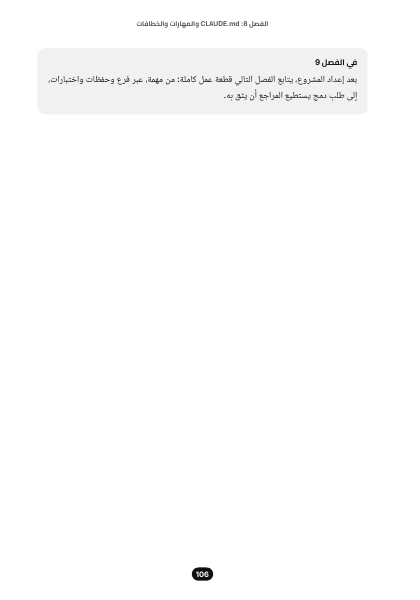 الفصل 8: CLAUDE.md والمهارات والخطافات
في الفصل 9
بعد إعداد المشروع، يتابع الفصل التالي قطعة عمل كاملة: من مهمة، عبر فرع وحفظات واختبارات،
إلى طلب دمج يستطيع المراجع أن يثق به.
106